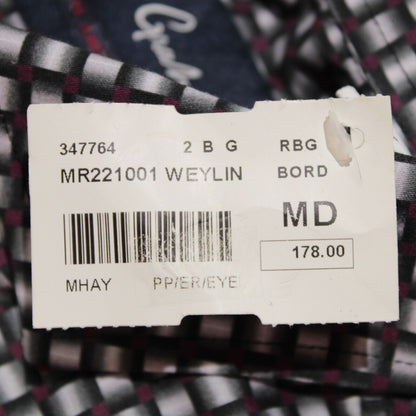 347764 2 B G RBG
MR221001 WEYLIN BORD
MD
178.00
MHAY PP/ER/EYE